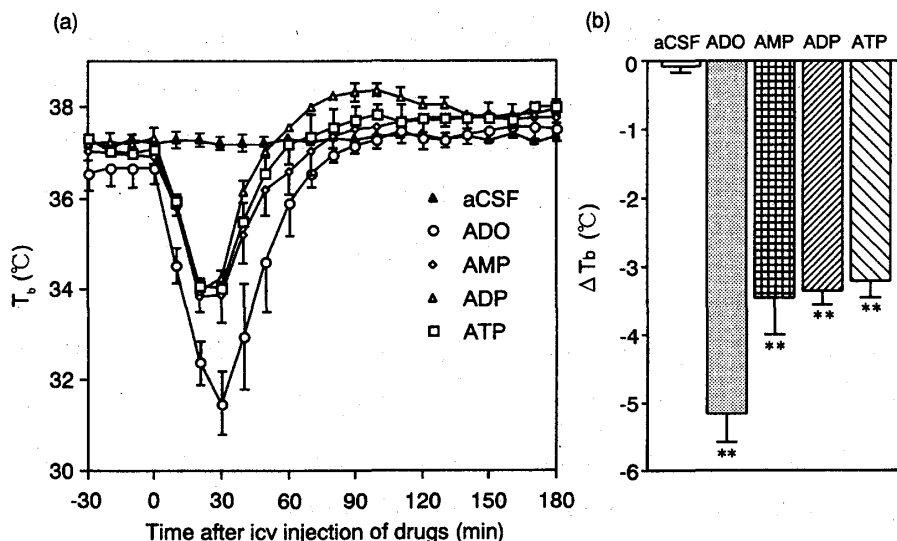 (a)
T_b (℃)
38
36
34
32
30
-30
0
30
60
90
120
150
180
Time after icv injection of drugs (min)
aCSF
ADO
AMP
ADP
ATP
(b)
aCSF ADO AMP ADP ATP
Δ T_b (℃)
0
-1
-2
-3
-4
-5
-6
**
**
**
**